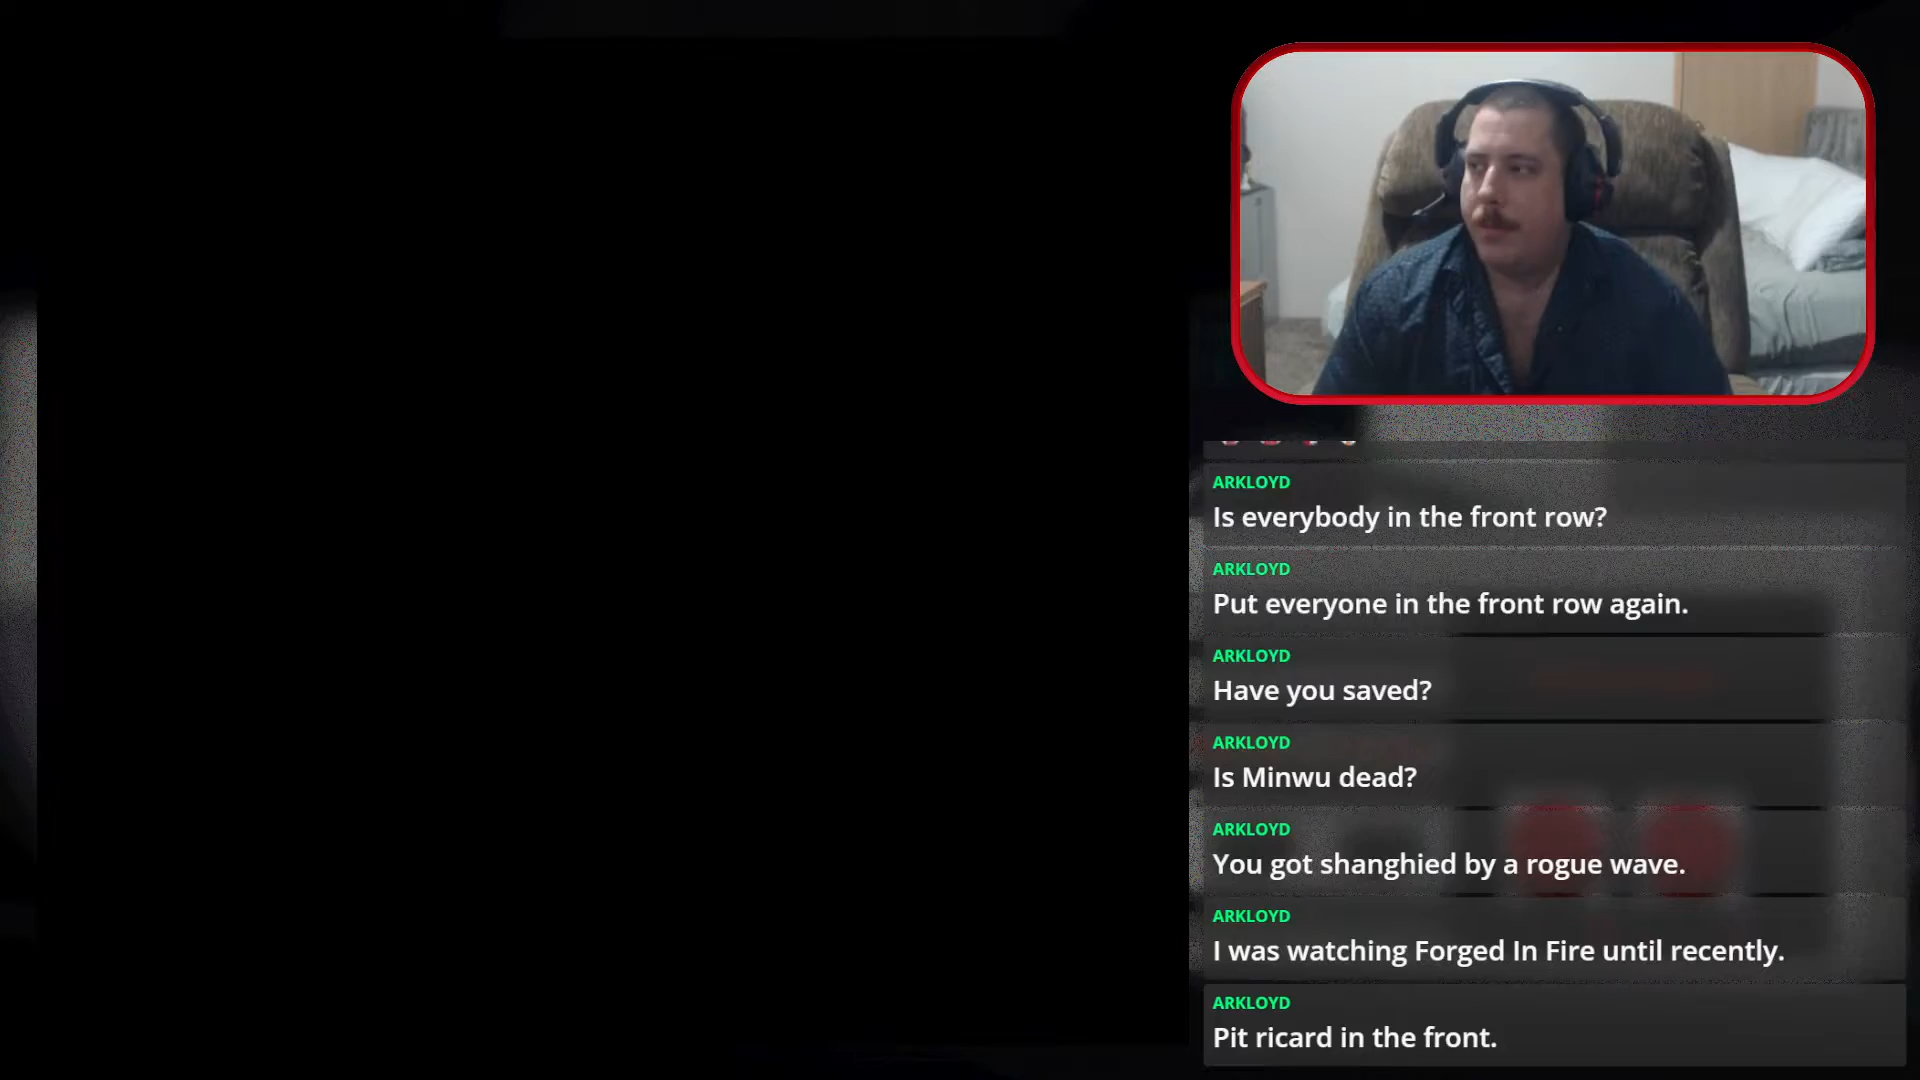 ARKLOYD
Is everybody in the front row?
ARKLOYD
Put everyone in the front row again.
ARKLOYD
Have you saved?
ARKLOYD
Is Minwu dead?
ARKLOYD
You got shanghied by a rogue wave.
ARKLOYD
I was watching Forged In Fire until recently.
ARKLOYD
Pit ricard in the front.